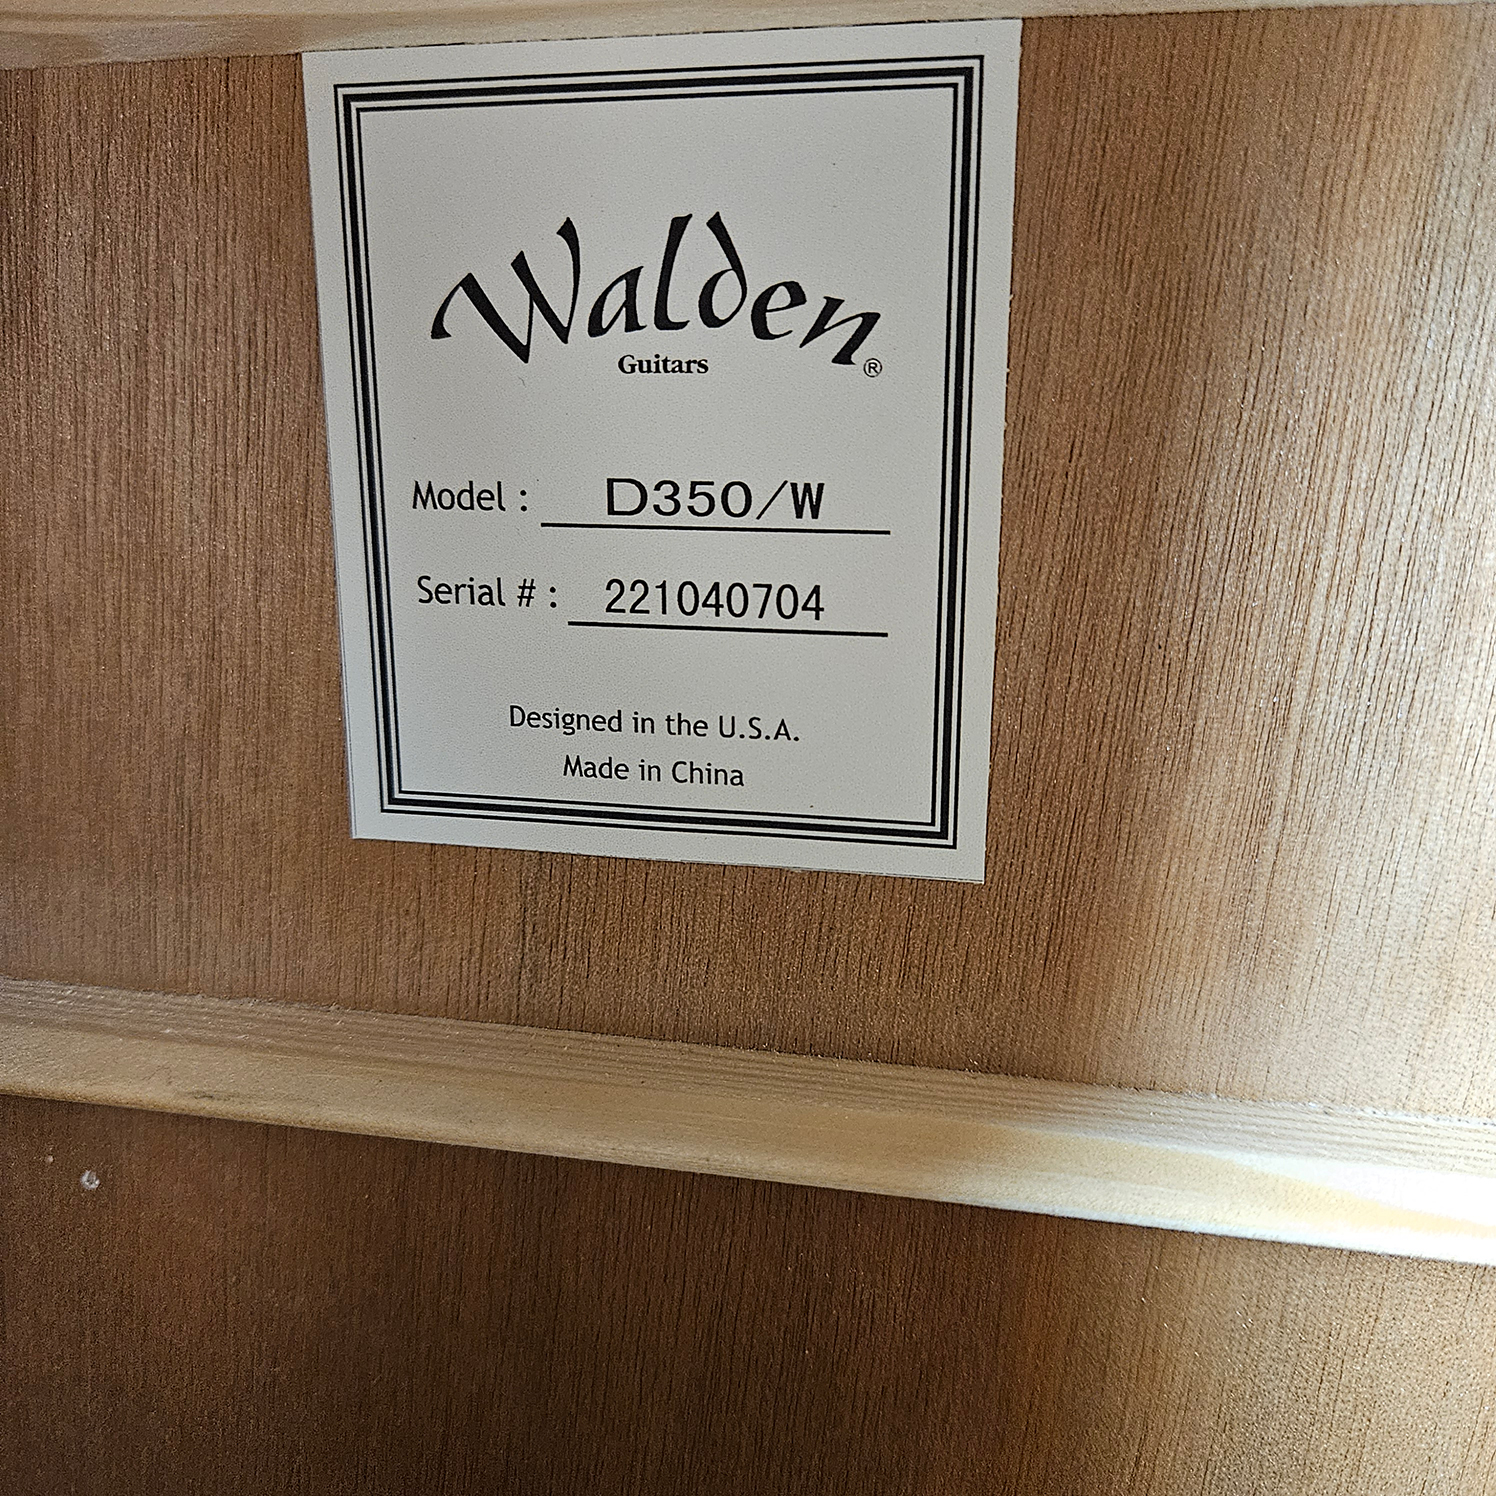 Walden®
Guitars
Model : D350/W
Serial # : 221040704
Designed in the U.S.A.
Made in China